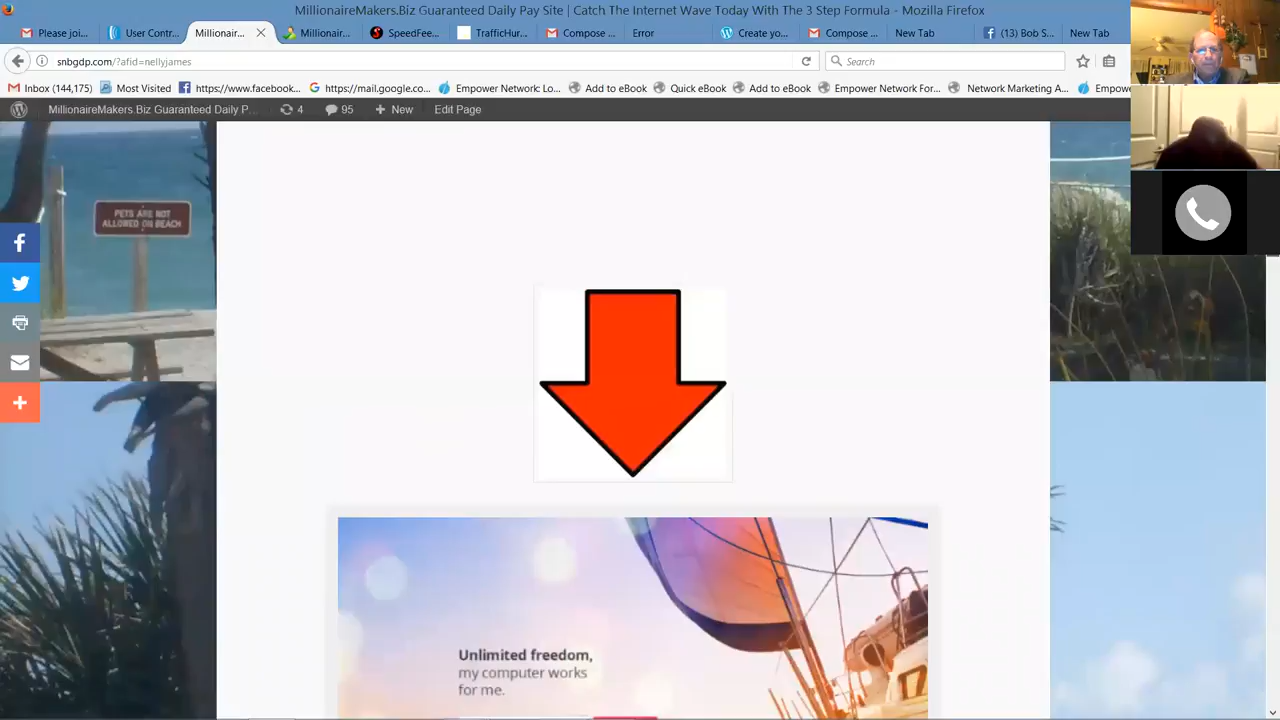 MillionaireMakers.Biz Guaranteed Daily Pay Site | Catch The Internet Wave Today With The 3 Step Formula - Mozilla Firefox
Please joi...
User Contr...
Millionair...
Millionair...
SpeedFee...
TrafficHur...
Compose ...
Error
Create yo...
Compose ...
New Tab
(13) Bob S...
New Tab
snbgdp.com/?afid=nellyjames
Search
Inbox (144,175)
Most Visited
https://www.facebook...
https://mail.google.co...
Empower Network: Lo...
Add to eBook
Quick eBook
Add to eBook
Empower Network For...
Network Marketing A...
Empowe
MillionaireMakers.Biz Guaranteed Daily P...
4
95
New
Edit Page
PETS ARE NOT
ALLOWED ON BEACH
Unlimited freedom,
my computer works
for me.